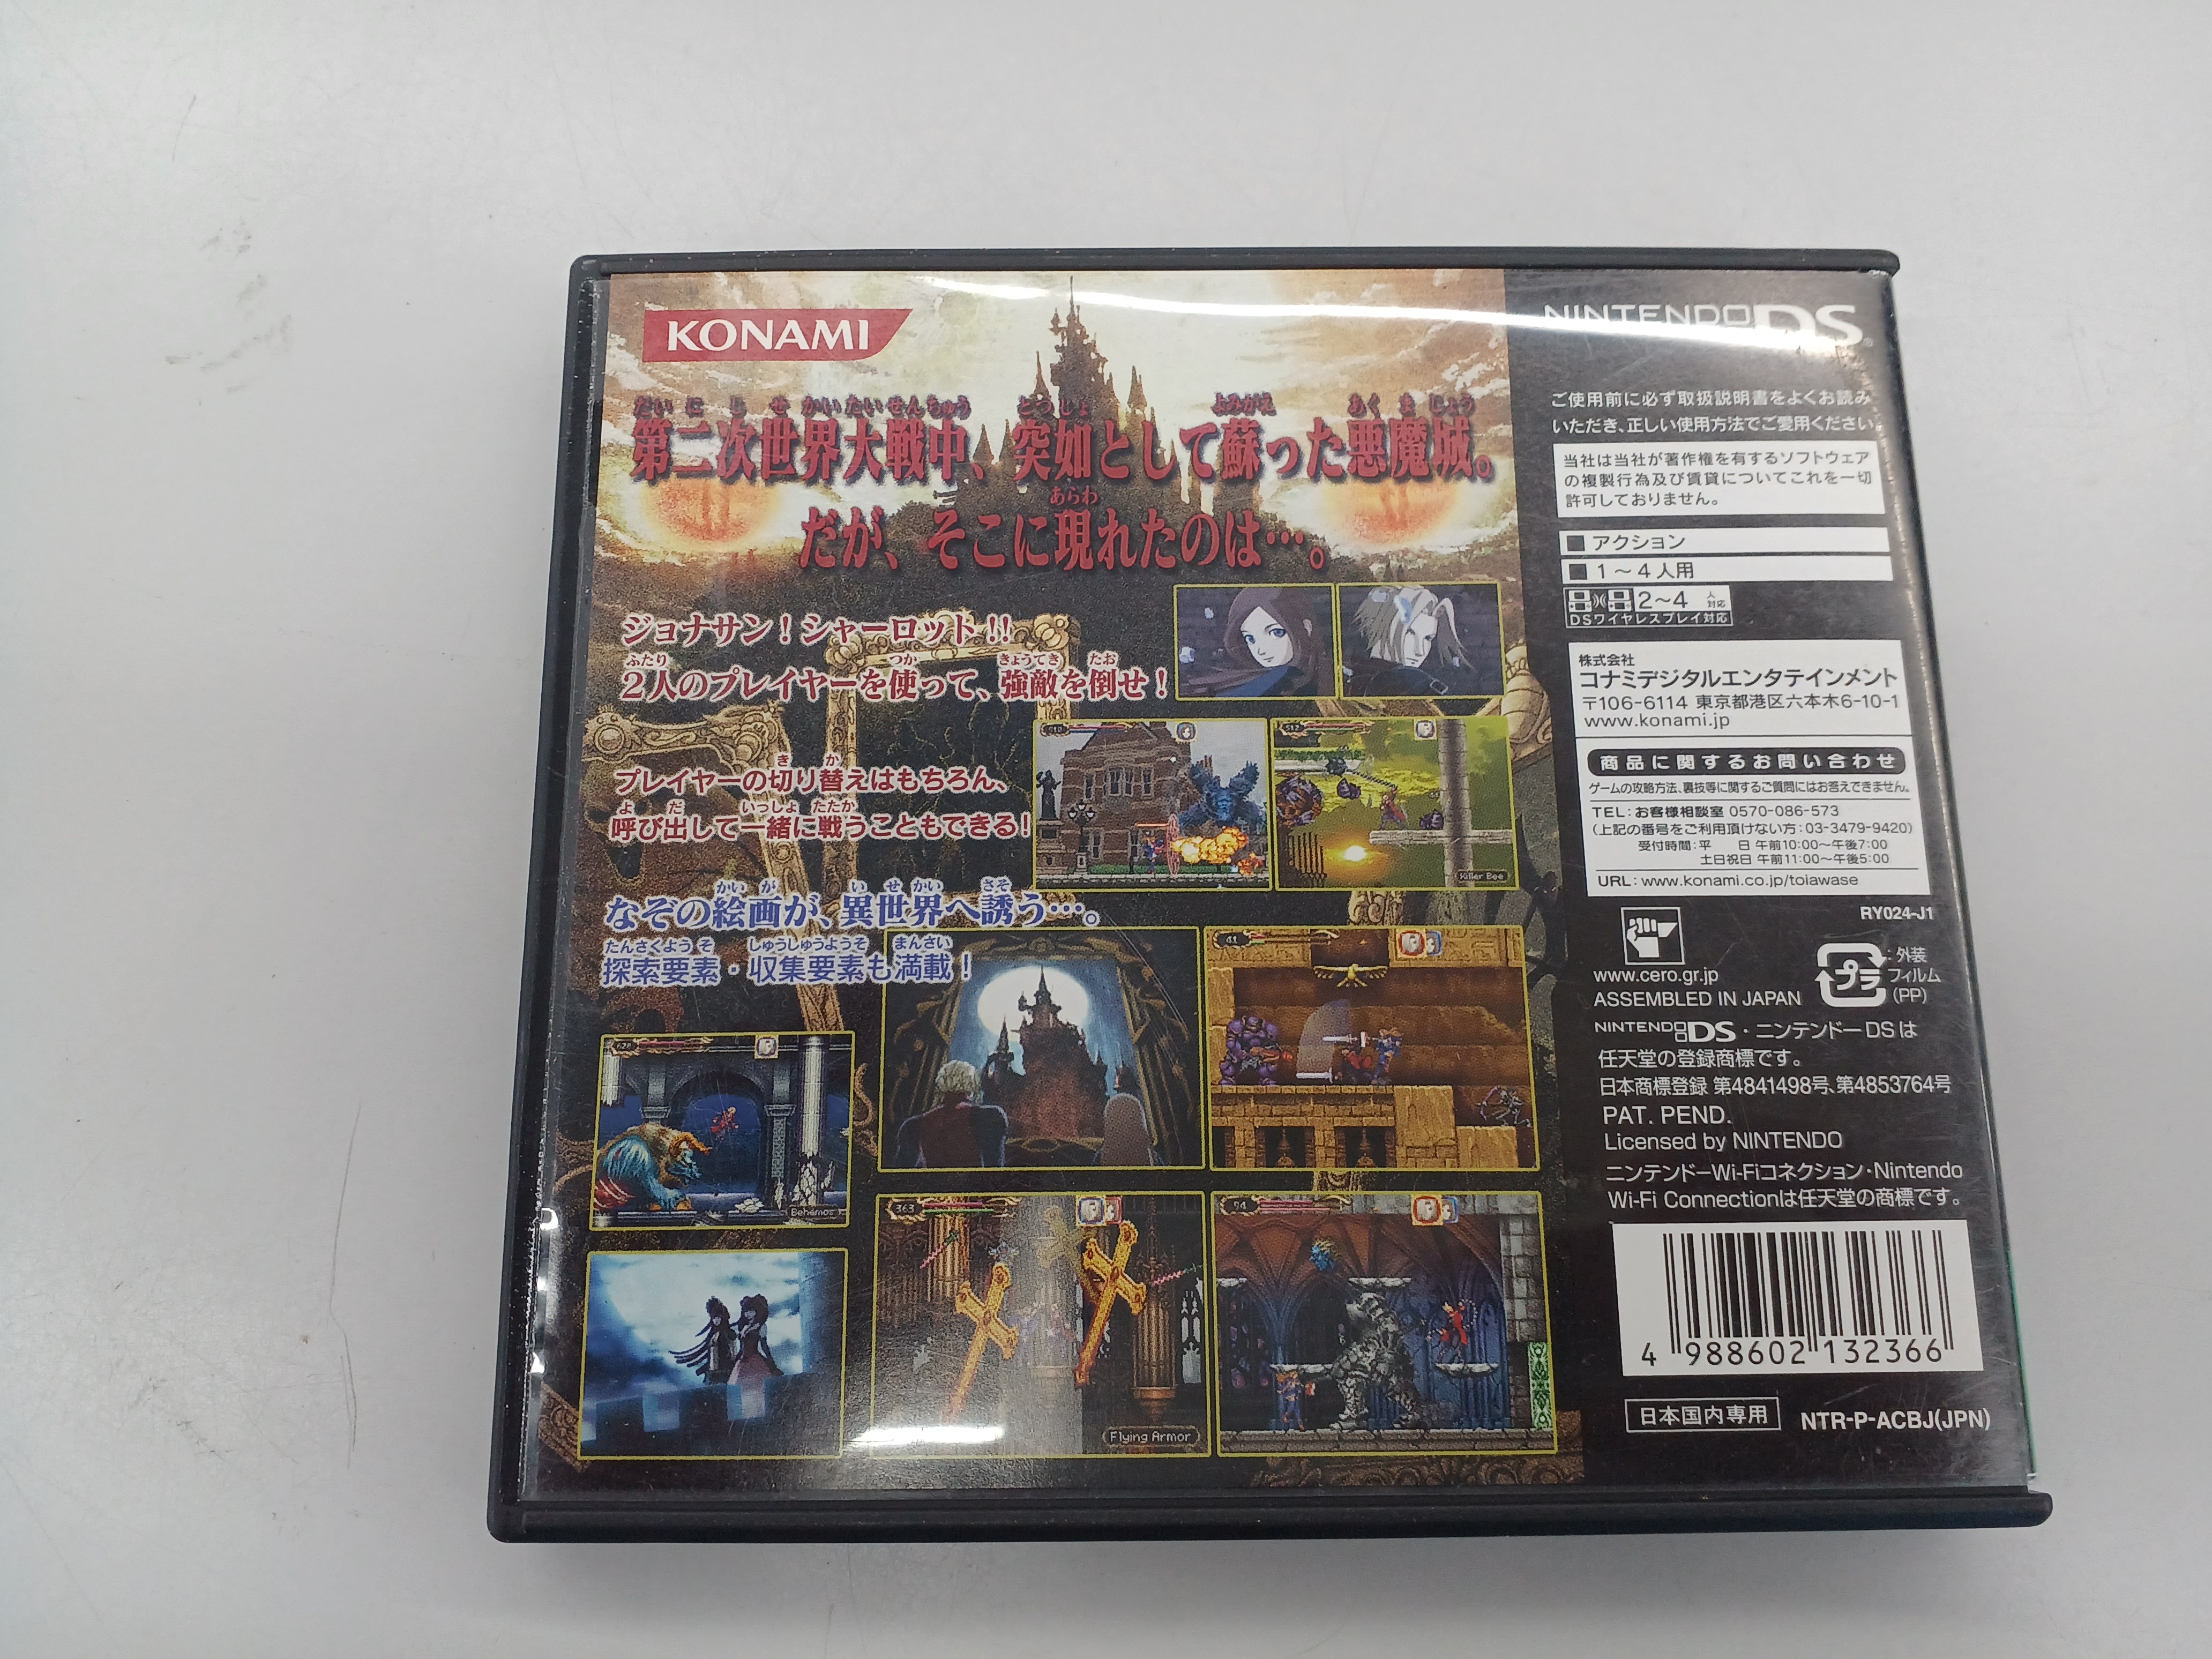 KONAMI
第二次世界大戦中、突如として蘇った悪魔城。
だが、そこに現れたのは…。
ジョナサン！シャーロット!!
2人のプレイヤーを使って、強敵を倒せ！
プレイヤーの切り替えはもちろん、
呼び出して一緒に戦うこともできる！
Killer Bee
なぞの絵画が、異世界へ誘う…。
探索要素・収集要素も満載！
Behemos
Flying Armor
NINTENDO DS
ご使用前に必ず取扱説明書をよくお読み
いただき、正しい使用方法でご愛用ください
当社は当社が著作権を有するソフトウェア
の複製行為及び賃貸についてこれを一切
許可しておりません。
■ アクション
■ 1～4人用
2～4人対応
DSワイヤレスプレイ対応
株式会社
コナミデジタルエンタテインメント
〒106-6114 東京都港区六本木6-10-1
www.konami.jp
商品に関するお問い合わせ
ゲームの攻略方法、裏技等に関するご質問にはお答えできません。
TEL：お客様相談室 0570-086-573
（上記の番号をご利用頂けない方：03-3479-9420）
受付時間：平 日 午前10:00～午後7:00
土日祝日 午前11:00～午後5:00
URL：www.konami.co.jp/toiawase
RY024-J1
www.cero.gr.jp
ASSEMBLED IN JAPAN
プラ
：外装
フィルム
(PP)
NINTENDO DS・ニンテンドーDSは
任天堂の登録商標です。
日本商標登録 第4841498号、第4853764号
PAT. PEND.
Licensed by NINTENDO
ニンテンドーWi-Fiコネクション・Nintendo
Wi-Fi Connectionは任天堂の商標です。
4 988602 132366
日本国内専用
NTR-P-ACBJ(JPN)